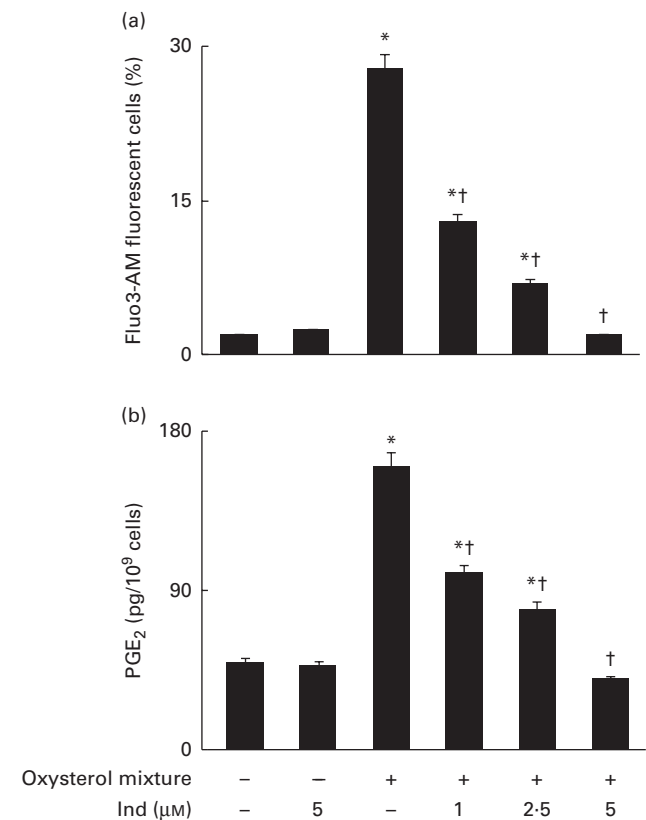 (a)
30
*
*†
15
*†
†
0
Fluo3-AM fluorescent cells (%)
(b)
180
*
*†
90
*†
†
0
PGE₂ (pg/10⁹ cells)
Oxysterol mixture – – + + + +
Ind (μM) – 5 – 1 2·5 5